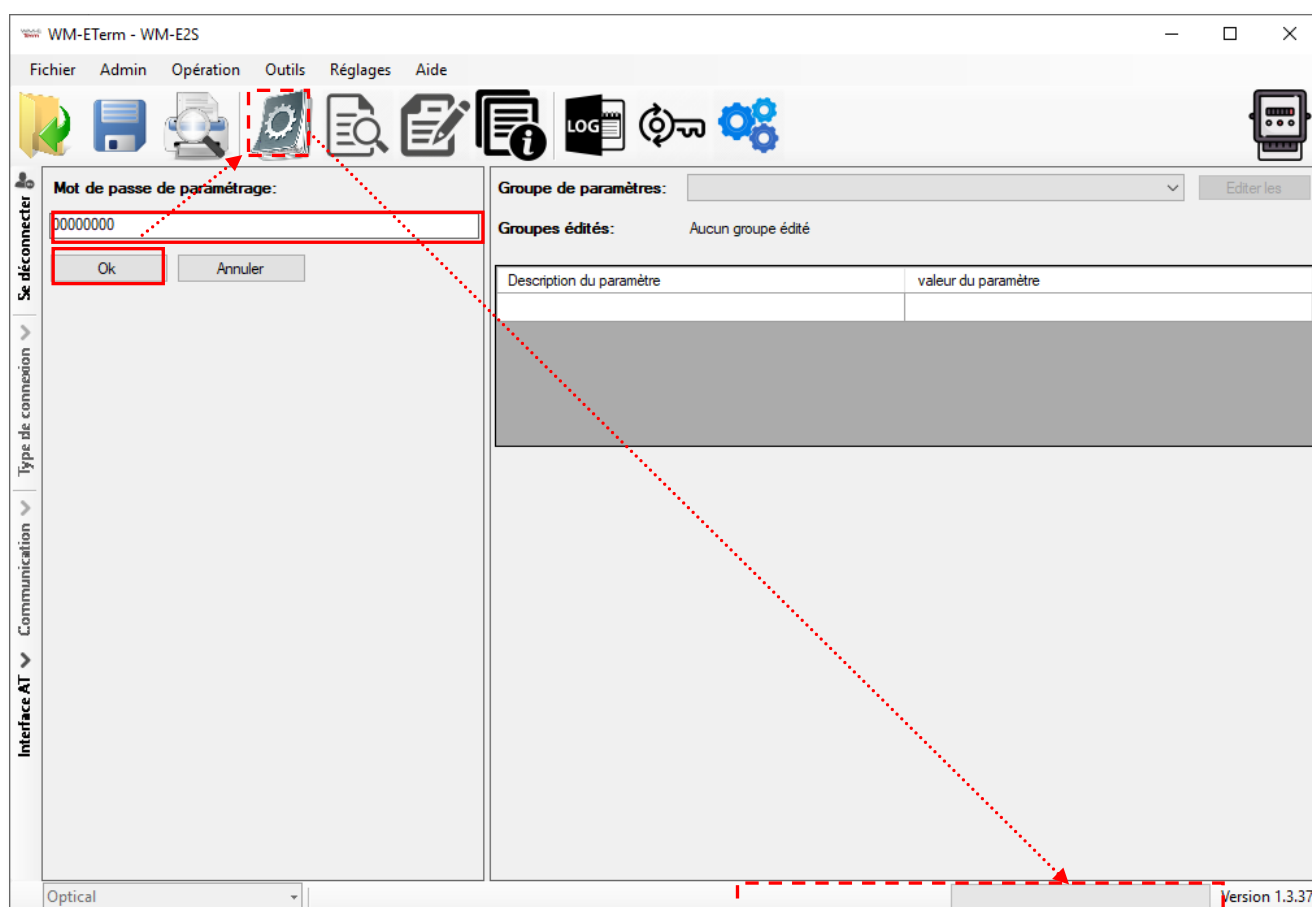 WM-ETerm - WM-E2S
Fichier Admin Opération Outils Réglages Aide
LOG
Se déconnecter
Type de connexion
Communication
Interface AT
Mot de passe de paramétrage:
00000000
Ok Annuler
Groupe de paramètres: Editer les
Groupes édités: Aucun groupe édité
Description du paramètre valeur du paramètre
Optical
Version 1.3.37